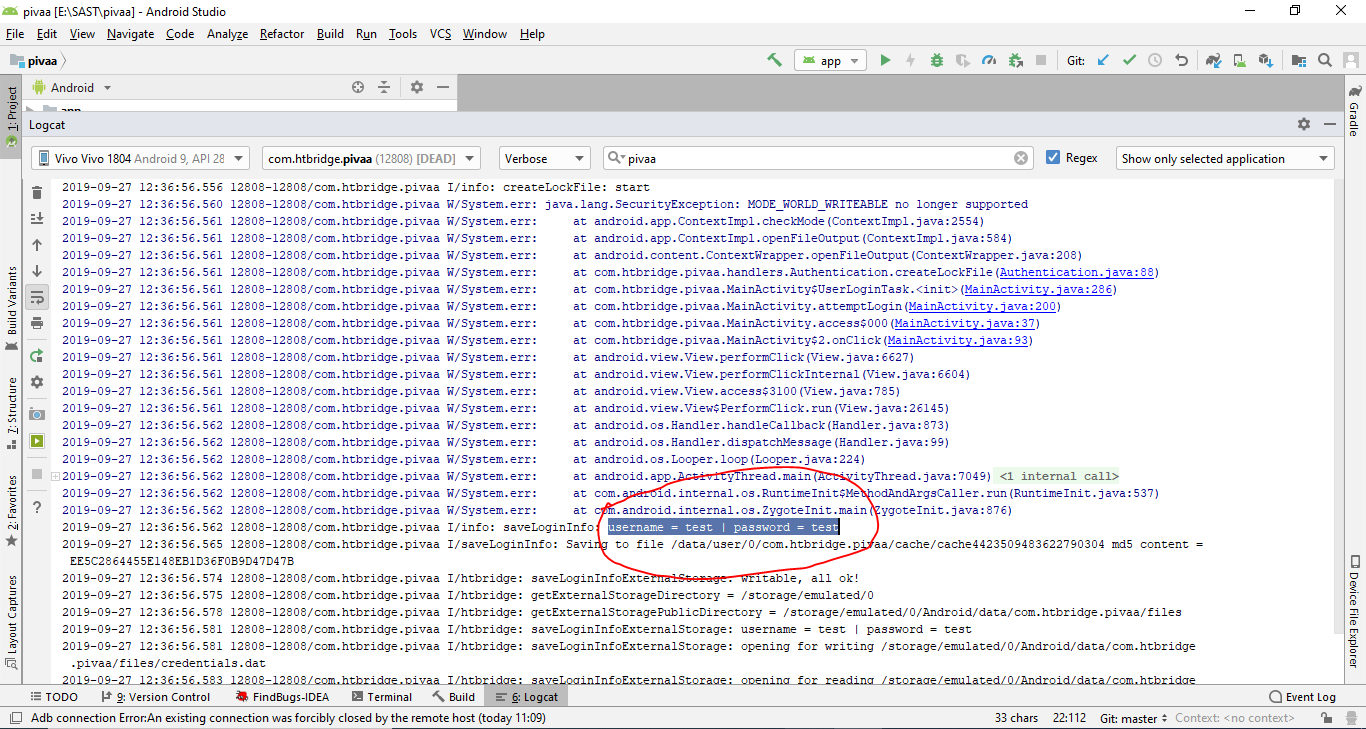 pivaa [E:\SAST\pivaa] - Android Studio
File Edit View Navigate Code Analyze Refactor Build Run Tools VCS Window Help
pivaa app Git:
Android
app
Logcat
Vivo Vivo 1804 Android 9, API 28 com.htbridge.pivaa (12808) [DEAD] Verbose pivaa Regex Show only selected application
2019-09-27 12:36:56.556 12808-12808/com.htbridge.pivaa I/info: createLockFile: start
2019-09-27 12:36:56.560 12808-12808/com.htbridge.pivaa W/System.err: java.lang.SecurityException: MODE_WORLD_WRITEABLE no longer supported
2019-09-27 12:36:56.561 12808-12808/com.htbridge.pivaa W/System.err: at android.app.ContextImpl.checkMode(ContextImpl.java:2554)
2019-09-27 12:36:56.561 12808-12808/com.htbridge.pivaa W/System.err: at android.app.ContextImpl.openFileOutput(ContextImpl.java:584)
2019-09-27 12:36:56.561 12808-12808/com.htbridge.pivaa W/System.err: at android.content.ContextWrapper.openFileOutput(ContextWrapper.java:208)
2019-09-27 12:36:56.561 12808-12808/com.htbridge.pivaa W/System.err: at com.htbridge.pivaa.handlers.Authentication.createLockFile(Authentication.java:88)
2019-09-27 12:36:56.561 12808-12808/com.htbridge.pivaa W/System.err: at com.htbridge.pivaa.MainActivity$UserLoginTask.<init>(MainActivity.java:286)
2019-09-27 12:36:56.561 12808-12808/com.htbridge.pivaa W/System.err: at com.htbridge.pivaa.MainActivity.attemptLogin(MainActivity.java:200)
2019-09-27 12:36:56.561 12808-12808/com.htbridge.pivaa W/System.err: at com.htbridge.pivaa.MainActivity.access$000(MainActivity.java:37)
2019-09-27 12:36:56.561 12808-12808/com.htbridge.pivaa W/System.err: at com.htbridge.pivaa.MainActivity$2.onClick(MainActivity.java:93)
2019-09-27 12:36:56.561 12808-12808/com.htbridge.pivaa W/System.err: at android.view.View.performClick(View.java:6627)
2019-09-27 12:36:56.561 12808-12808/com.htbridge.pivaa W/System.err: at android.view.View.performClickInternal(View.java:6604)
2019-09-27 12:36:56.561 12808-12808/com.htbridge.pivaa W/System.err: at android.view.View.access$3100(View.java:785)
2019-09-27 12:36:56.561 12808-12808/com.htbridge.pivaa W/System.err: at android.view.View$PerformClick.run(View.java:26145)
2019-09-27 12:36:56.562 12808-12808/com.htbridge.pivaa W/System.err: at android.os.Handler.handleCallback(Handler.java:873)
2019-09-27 12:36:56.562 12808-12808/com.htbridge.pivaa W/System.err: at android.os.Handler.dispatchMessage(Handler.java:99)
2019-09-27 12:36:56.562 12808-12808/com.htbridge.pivaa W/System.err: at android.os.Looper.loop(Looper.java:224)
2019-09-27 12:36:56.562 12808-12808/com.htbridge.pivaa W/System.err: at android.app.ActivityThread.main(ActivityThread.java:7049) <1 internal call>
2019-09-27 12:36:56.562 12808-12808/com.htbridge.pivaa W/System.err: at com.android.internal.os.RuntimeInit$MethodAndArgsCaller.run(RuntimeInit.java:537)
2019-09-27 12:36:56.562 12808-12808/com.htbridge.pivaa W/System.err: at com.android.internal.os.ZygoteInit.main(ZygoteInit.java:876)
2019-09-27 12:36:56.562 12808-12808/com.htbridge.pivaa I/info: saveLoginInfo: username = test | password = test
2019-09-27 12:36:56.565 12808-12808/com.htbridge.pivaa I/saveLoginInfo: Saving to file /data/user/0/com.htbridge.pivaa/cache/cache4423509483622790304 md5 content =
EE5C2864455E148EB1D36F0B9D47D47B
2019-09-27 12:36:56.574 12808-12808/com.htbridge.pivaa I/htbridge: saveLoginInfoExternalStorage: writable, all ok!
2019-09-27 12:36:56.575 12808-12808/com.htbridge.pivaa I/htbridge: getExternalStorageDirectory = /storage/emulated/0
2019-09-27 12:36:56.578 12808-12808/com.htbridge.pivaa I/htbridge: getExternalStoragePublicDirectory = /storage/emulated/0/Android/data/com.htbridge.pivaa/files
2019-09-27 12:36:56.581 12808-12808/com.htbridge.pivaa I/htbridge: saveLoginInfoExternalStorage: username = test | password = test
2019-09-27 12:36:56.581 12808-12808/com.htbridge.pivaa I/htbridge: saveLoginInfoExternalStorage: opening for writing /storage/emulated/0/Android/data/com.htbridge
.pivaa/files/credentials.dat
2019-09-27 12:36:56.583 12808-12808/com.htbridge.pivaa I/htbridge: saveLoginInfoExternalStorage: opening for reading /storage/emulated/0/Android/data/com.htbridge
1: Project
Build Variants
7: Structure
2: Favorites
Layout Captures
Gradle
Device File Explorer
TODO 9: Version Control FindBugs-IDEA Terminal Build 6: Logcat Event Log
Adb connection Error:An existing connection was forcibly closed by the remote host (today 11:09) 33 chars 22:112 Git: master Context: <no context>